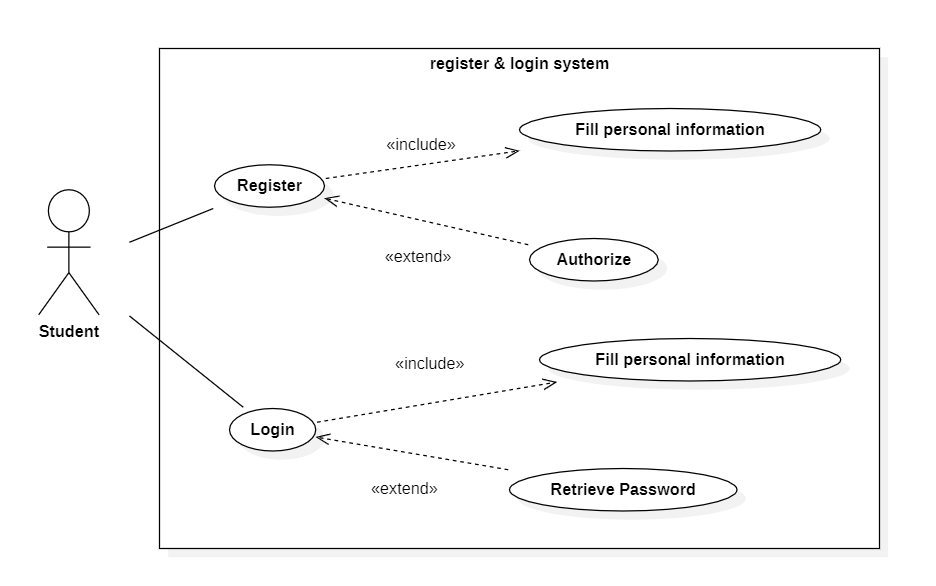 register & login system
Fill personal information
«include»
Register
«extend»
Authorize
Student
Fill personal information
«include»
Login
«extend»
Retrieve Password